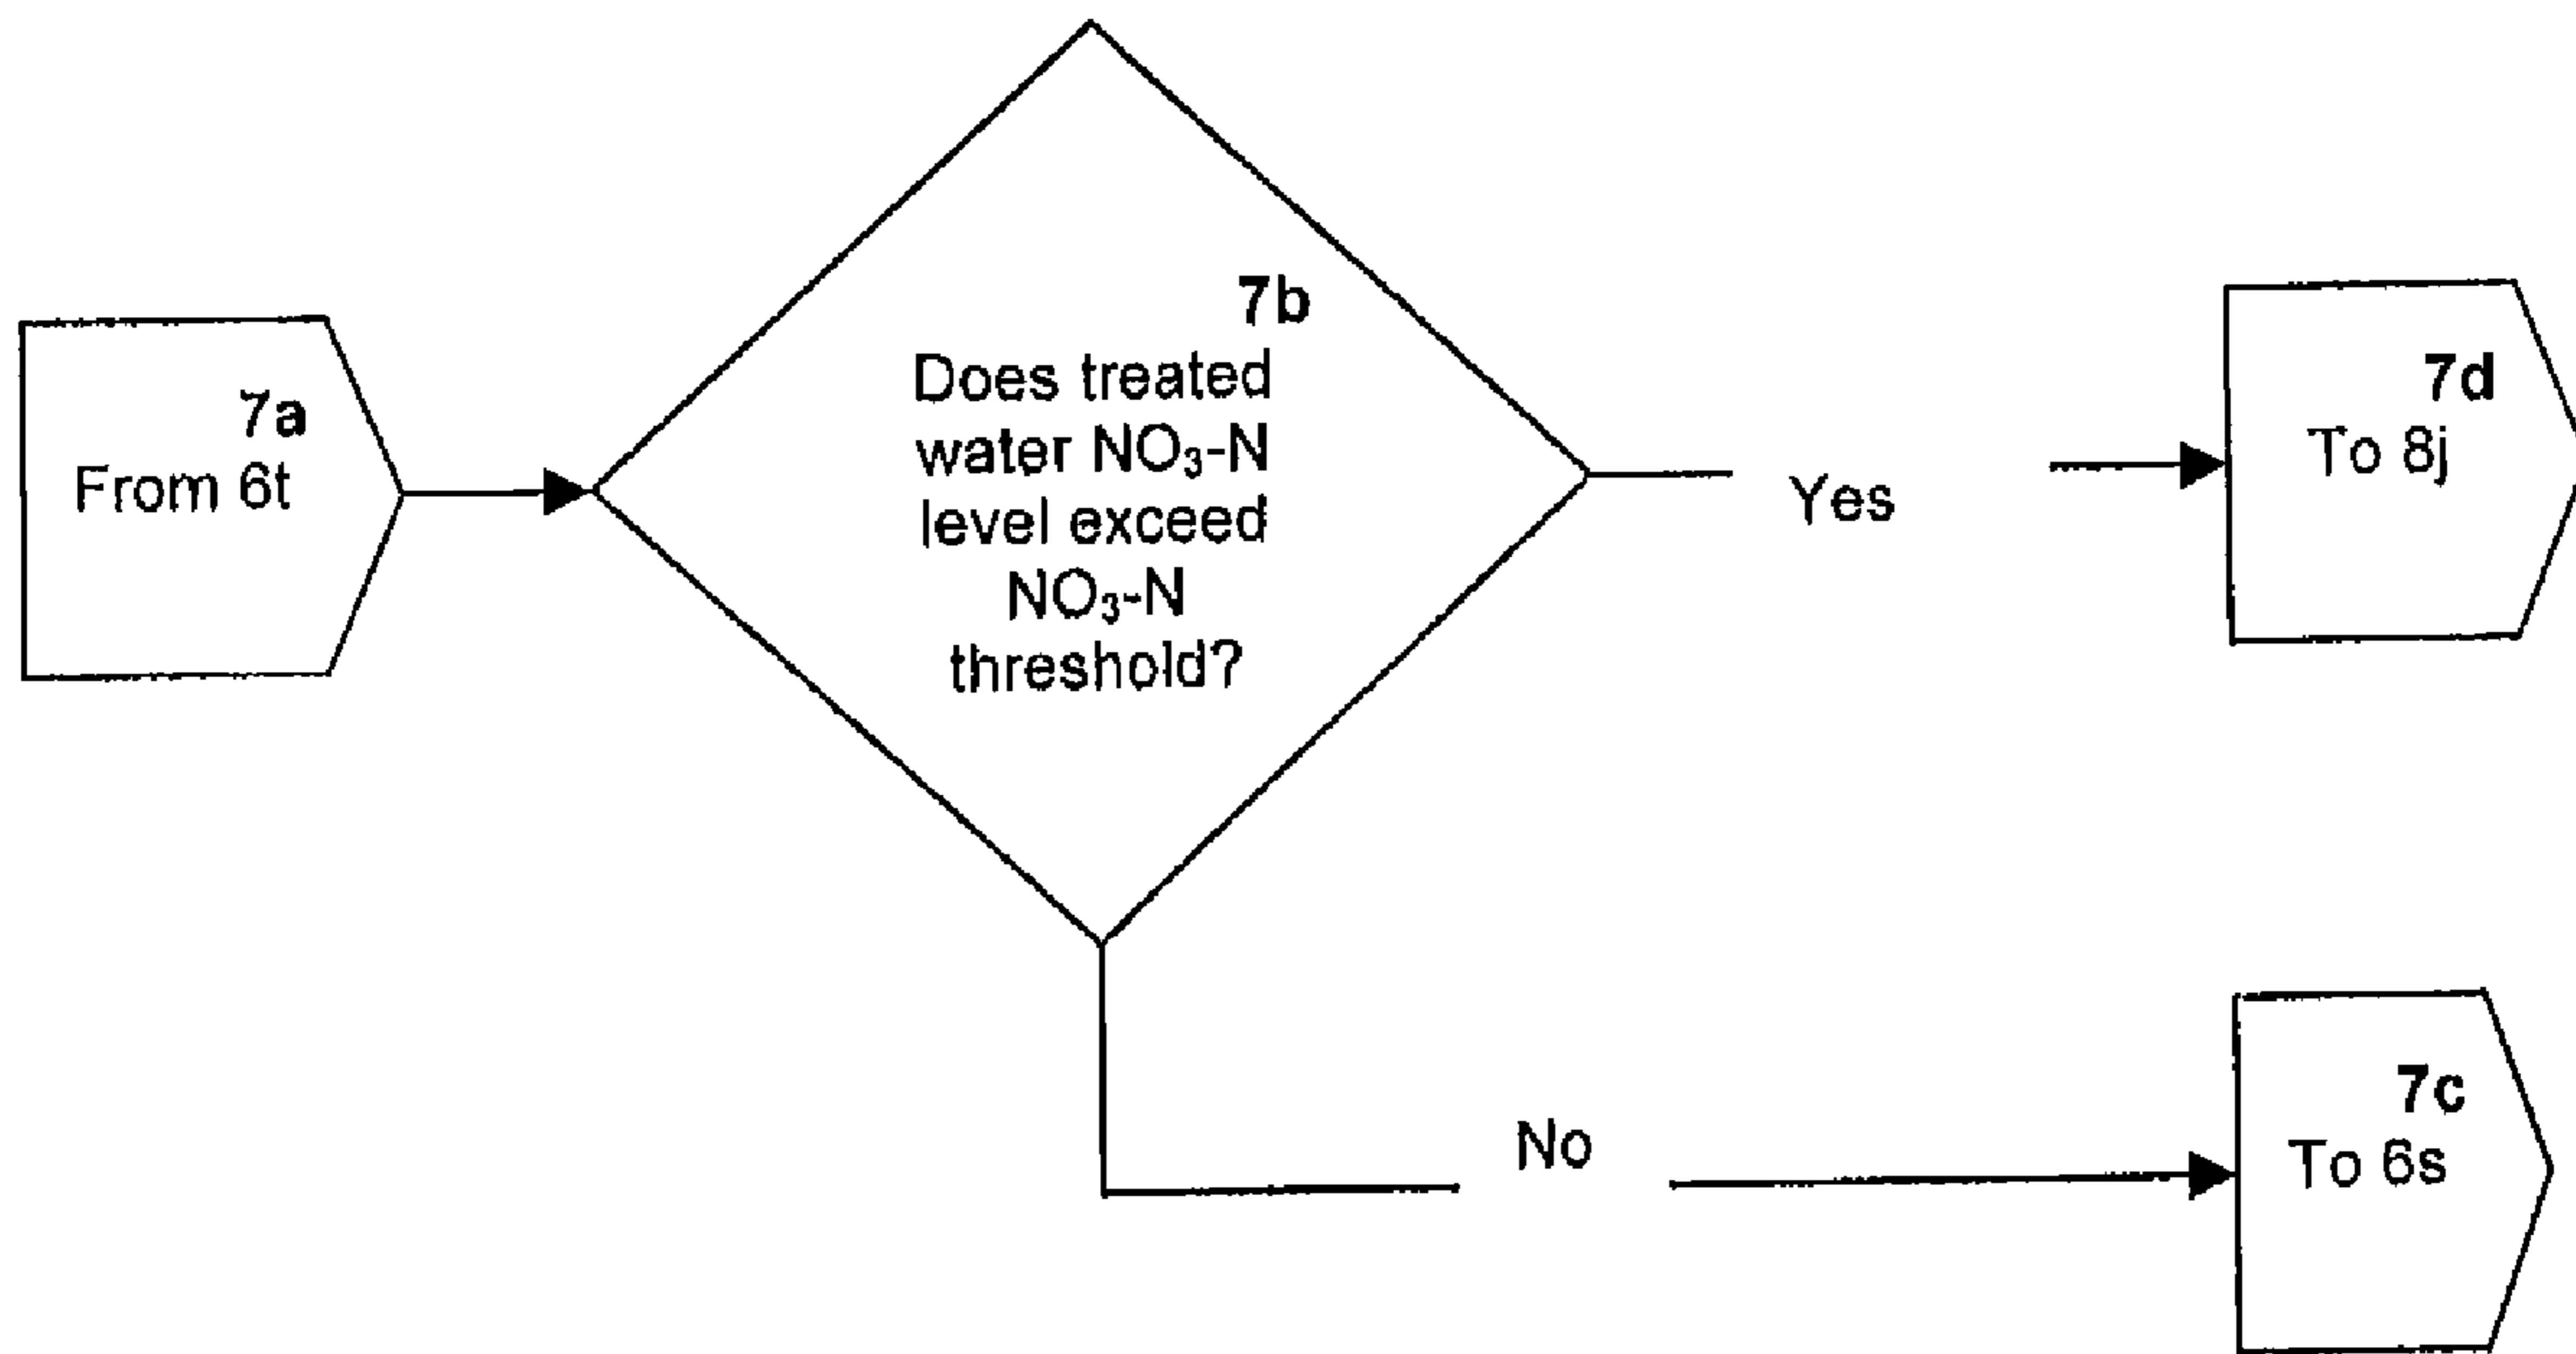 7a
From 6t
7b
Does treated
water NO₃-N
level exceed
NO₃-N
threshold?
Yes
7d
To 8j
No
7c
To 6s